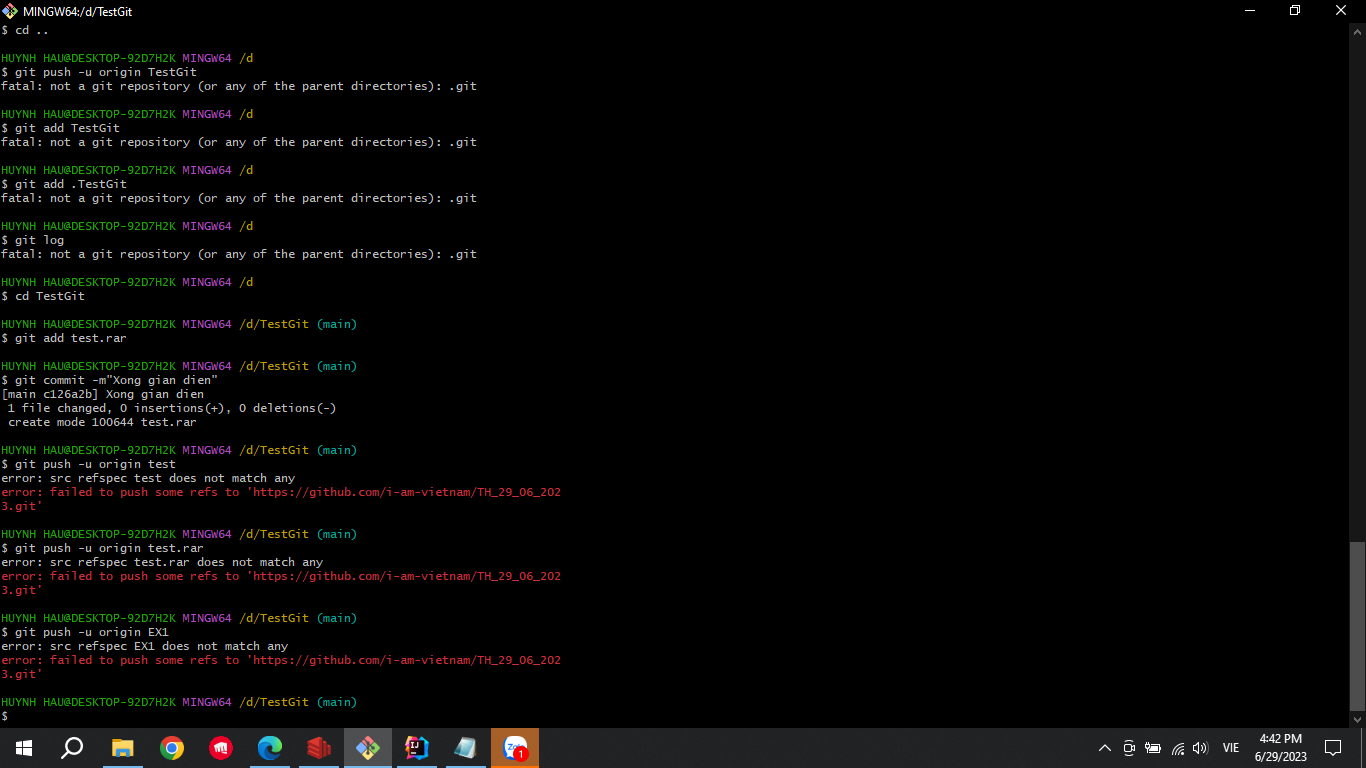 MINGW64:/d/TestGit
$ cd ..
HUYNH HAU@DESKTOP-92D7H2K MINGW64 /d
$ git push -u origin TestGit
fatal: not a git repository (or any of the parent directories): .git
HUYNH HAU@DESKTOP-92D7H2K MINGW64 /d
$ git add TestGit
fatal: not a git repository (or any of the parent directories): .git
HUYNH HAU@DESKTOP-92D7H2K MINGW64 /d
$ git add .TestGit
fatal: not a git repository (or any of the parent directories): .git
HUYNH HAU@DESKTOP-92D7H2K MINGW64 /d
$ git log
fatal: not a git repository (or any of the parent directories): .git
HUYNH HAU@DESKTOP-92D7H2K MINGW64 /d
$ cd TestGit
HUYNH HAU@DESKTOP-92D7H2K MINGW64 /d/TestGit (main)
$ git add test.rar
HUYNH HAU@DESKTOP-92D7H2K MINGW64 /d/TestGit (main)
$ git commit -m"Xong gian dien"
[main c126a2b] Xong gian dien
 1 file changed, 0 insertions(+), 0 deletions(-)
 create mode 100644 test.rar
HUYNH HAU@DESKTOP-92D7H2K MINGW64 /d/TestGit (main)
$ git push -u origin test
error: src refspec test does not match any
error: failed to push some refs to 'https://github.com/i-am-vietnam/TH_29_06_202
3.git'
HUYNH HAU@DESKTOP-92D7H2K MINGW64 /d/TestGit (main)
$ git push -u origin test.rar
error: src refspec test.rar does not match any
error: failed to push some refs to 'https://github.com/i-am-vietnam/TH_29_06_202
3.git'
HUYNH HAU@DESKTOP-92D7H2K MINGW64 /d/TestGit (main)
$ git push -u origin EX1
error: src refspec EX1 does not match any
error: failed to push some refs to 'https://github.com/i-am-vietnam/TH_29_06_202
3.git'
HUYNH HAU@DESKTOP-92D7H2K MINGW64 /d/TestGit (main)
$
IJ
Zalo
1
VIE
4:42 PM
6/29/2023